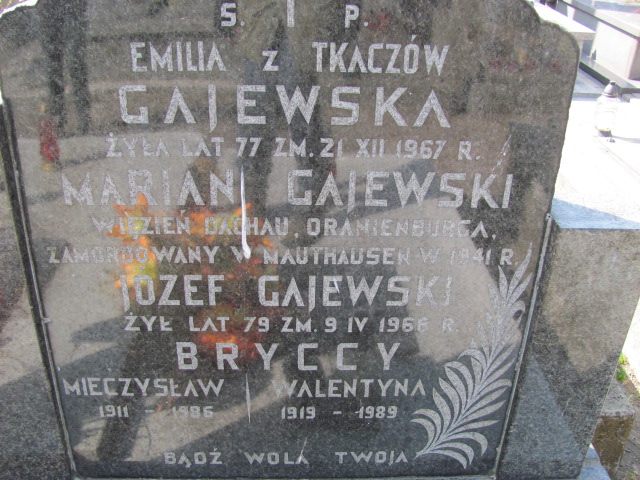 Ś. P.
EMILIA Z TKACZÓW
GAJEWSKA
ŻYŁA LAT 77 ZM. 21 XII 1967 R.
MARIAN GAJEWSKI
WIĘZIEŃ DACHAU, ORANIENBURGA,
ZAMORDOWANY W MAUTHAUSEN W 1941 R.
JÓZEF GAJEWSKI
ŻYŁ LAT 79 ZM. 9 IV 1966 R.
BRYCCY
MIECZYSŁAW WALENTYNA
1911 - 1986 1919 - 1989
BĄDŹ WOLA TWOJA